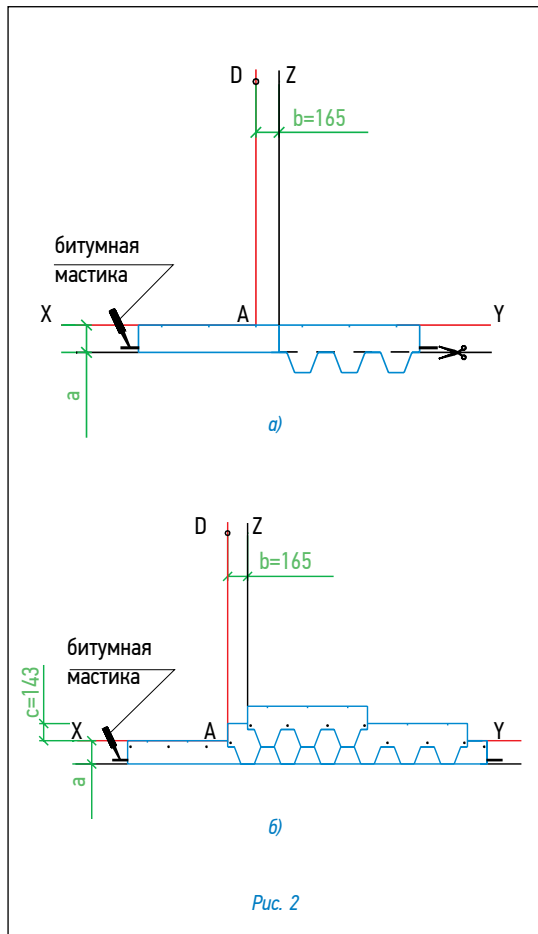 D Z
b=165
битумная
мастика
X A Y
a
а)
D Z
b=165
битумная
мастика
c=143
X A Y
a
б)
Рис. 2